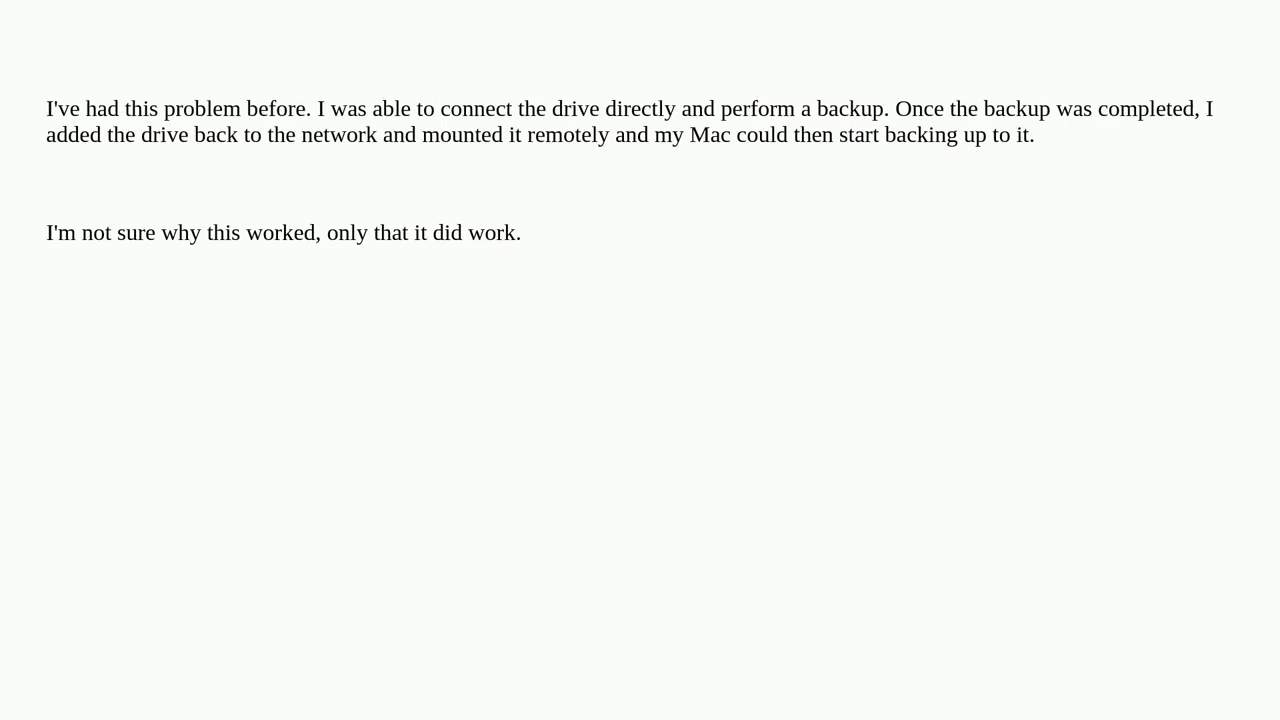 I've had this problem before. I was able to connect the drive directly and perform a backup. Once the backup was completed, I
added the drive back to the network and mounted it remotely and my Mac could then start backing up to it.
I'm not sure why this worked, only that it did work.